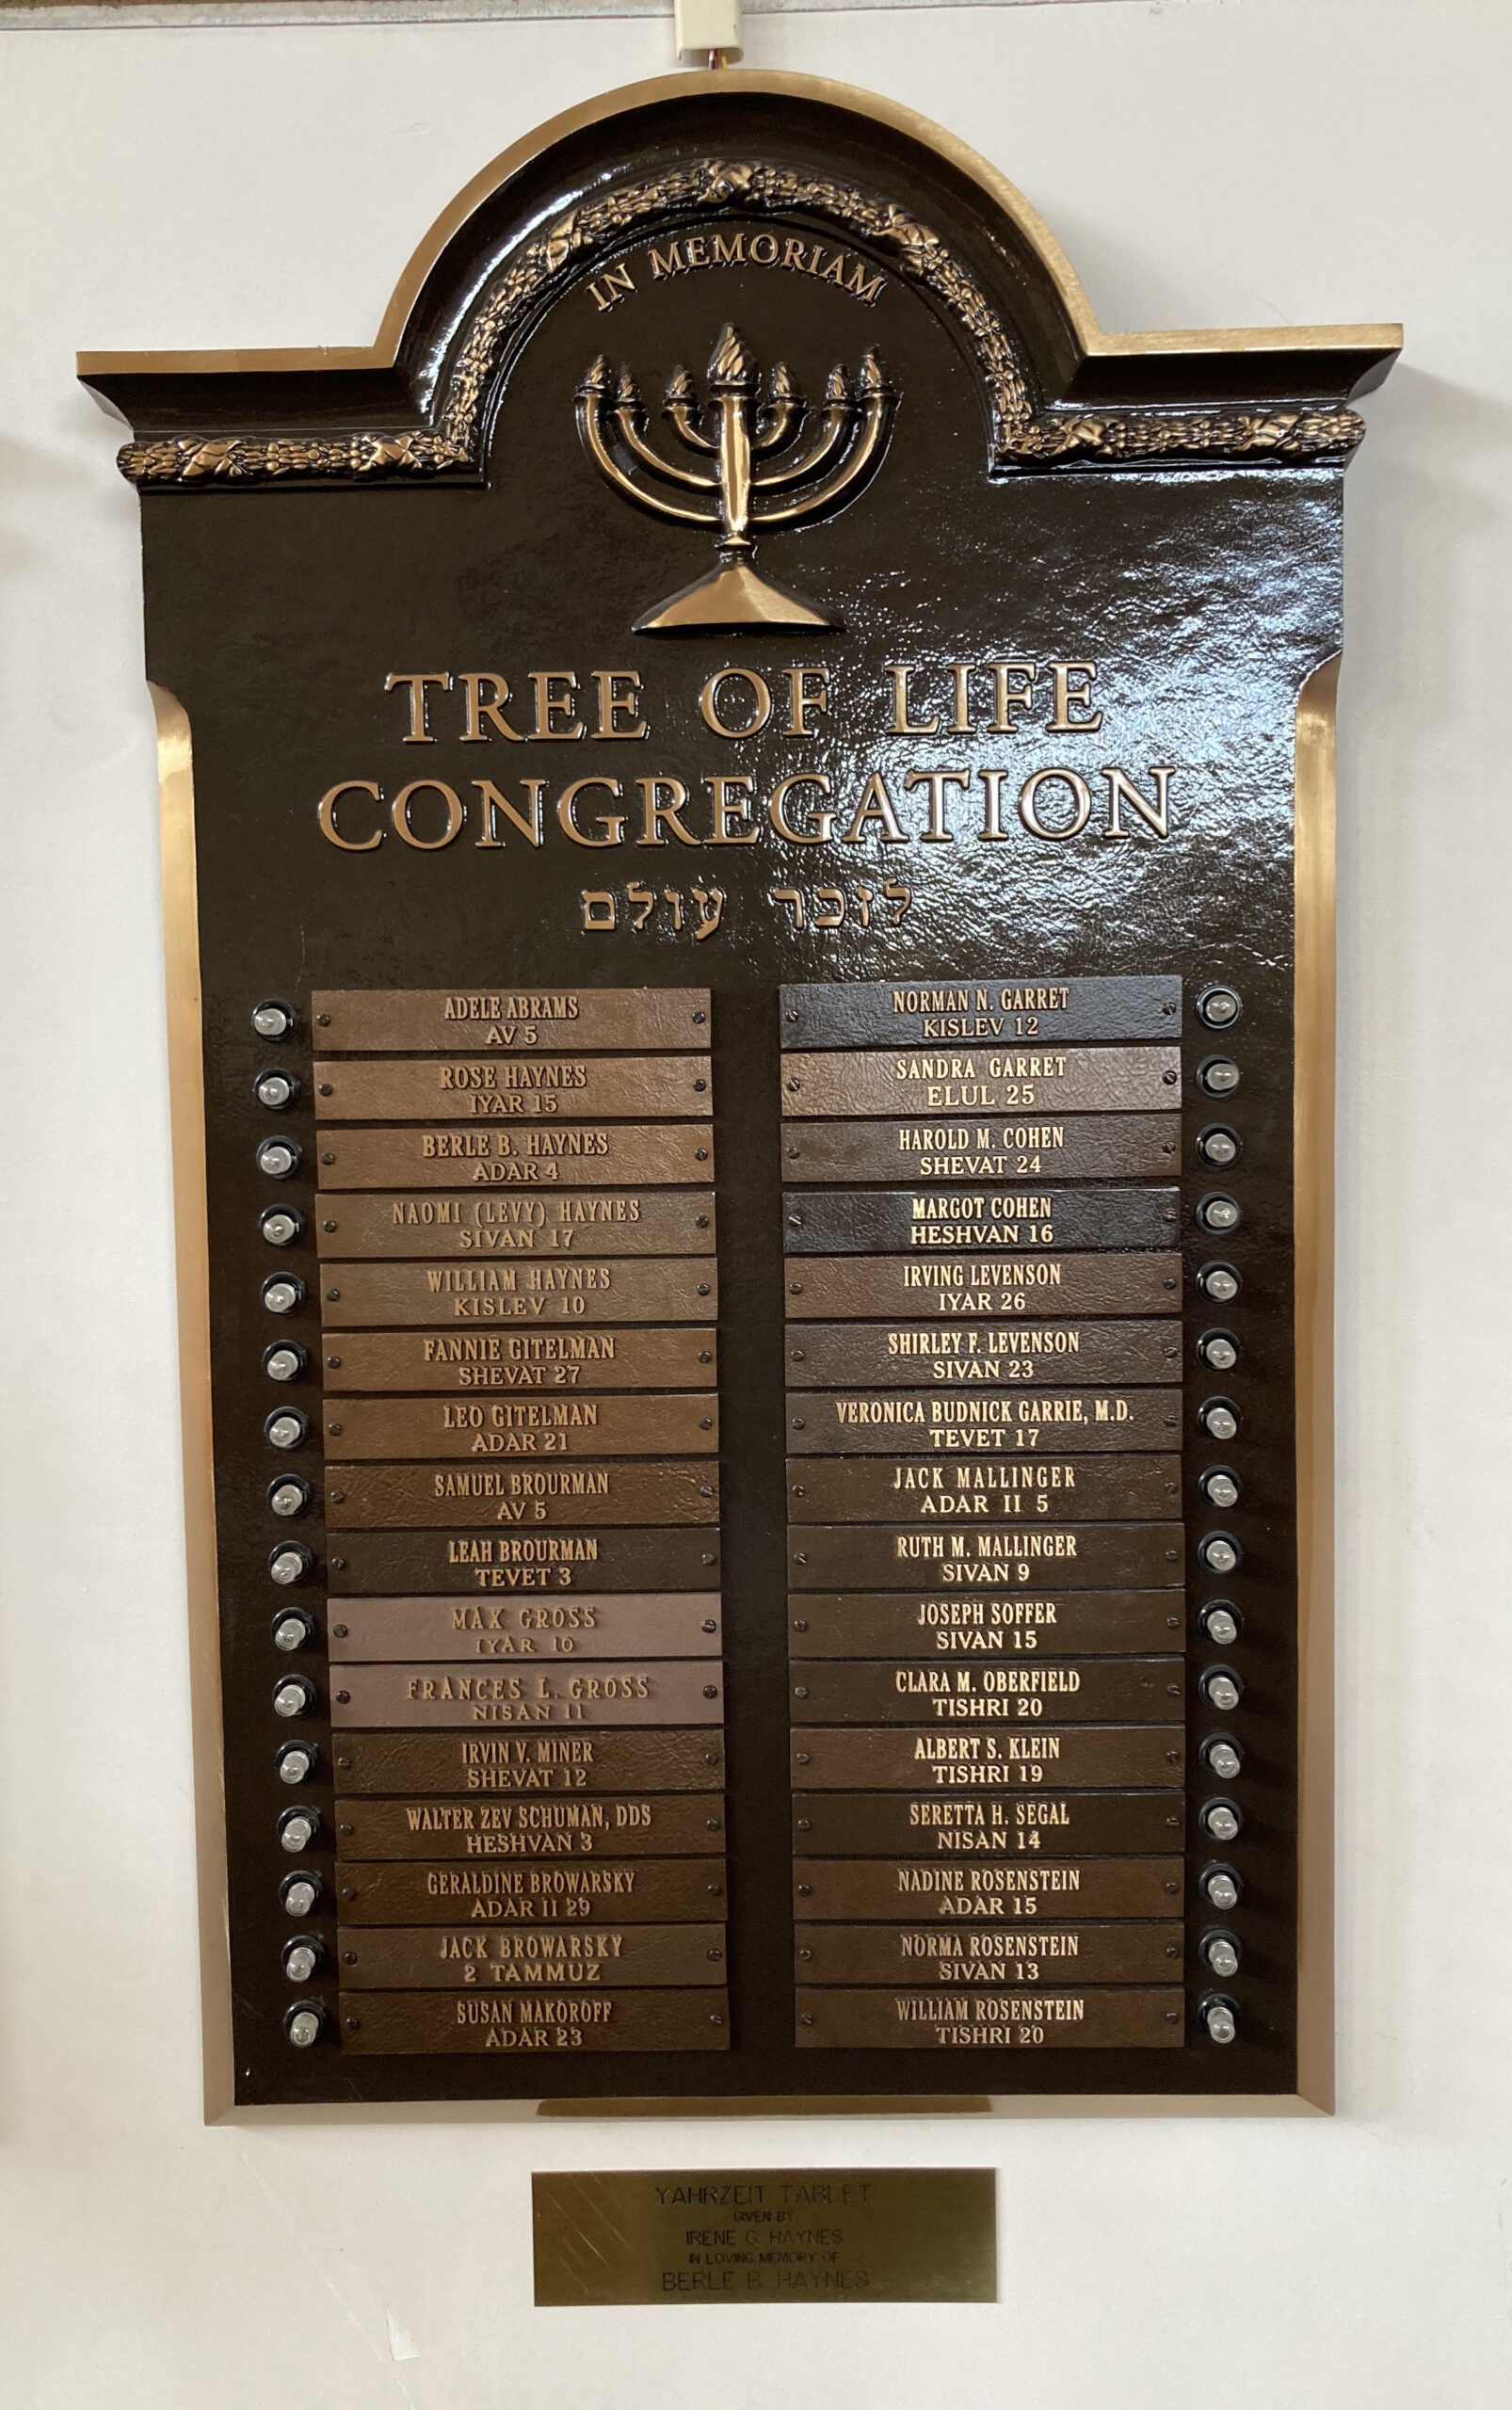 IN MEMORIAM
TREE OF LIFE
CONGREGATION
לזכר עולם
ADELE ABRAMS
AV 5
ROSE HAYNES
IYAR 15
BERLE B. HAYNES
ADAR 4
NAOMI (LEVY) HAYNES
SIVAN 17
WILLIAM HAYNES
KISLEV 10
FANNIE GITELMAN
SHEVAT 27
LEO GITELMAN
ADAR 21
SAMUEL BROURMAN
AV 5
LEAH BROURMAN
TEVET 3
MAX GROSS
IYAR 10
FRANCES L. GROSS
NISAN 11
IRVIN V. MINER
SHEVAT 12
WALTER ZEV SCHUMAN, DDS
HESHVAN 3
GERALDINE BROWARSKY
ADAR II 29
JACK BROWARSKY
2 TAMMUZ
SUSAN MAKOROFF
ADAR 23
NORMAN N. GARRET
KISLEV 12
SANDRA GARRET
ELUL 25
HAROLD M. COHEN
SHEVAT 24
MARGOT COHEN
HESHVAN 16
IRVING LEVENSON
IYAR 26
SHIRLEY F. LEVENSON
SIVAN 23
VERONICA BUDNICK GARRIE, M.D.
TEVET 17
JACK MALLINGER
ADAR II 5
RUTH M. MALLINGER
SIVAN 9
JOSEPH SOFFER
SIVAN 15
CLARA M. OBERFIELD
TISHRI 20
ALBERT S. KLEIN
TISHRI 19
SERETTA H. SEGAL
NISAN 14
NADINE ROSENSTEIN
ADAR 15
NORMA ROSENSTEIN
SIVAN 13
WILLIAM ROSENSTEIN
TISHRI 20
YAHRZEIT TABLET
GIVEN BY
IRENE G. HAYNES
IN LOVING MEMORY OF
BERLE B. HAYNES